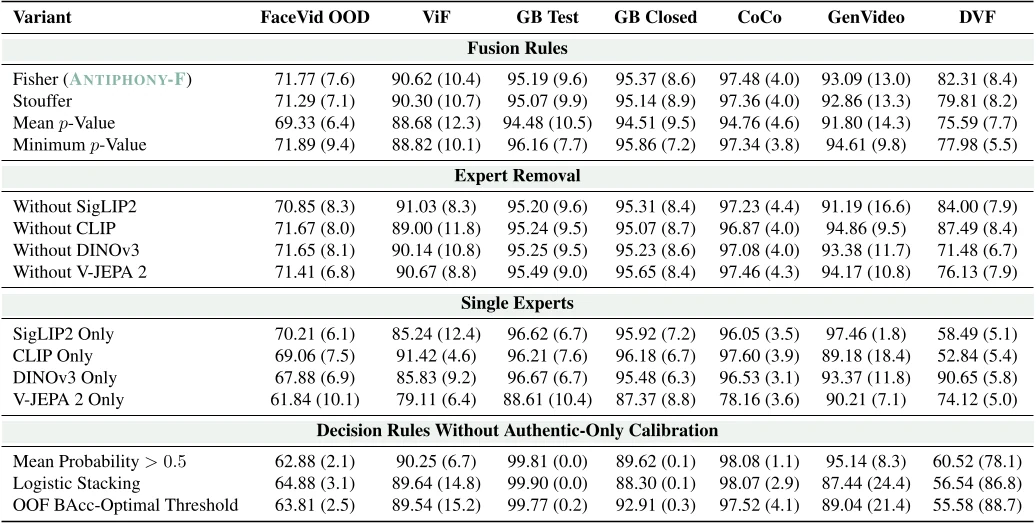 Variant FaceVid OOD ViF GB Test GB Closed CoCo GenVideo DVF
Fusion Rules
Fisher (ANTIPHONY-F) 71.77 (7.6) 90.62 (10.4) 95.19 (9.6) 95.37 (8.6) 97.48 (4.0) 93.09 (13.0) 82.31 (8.4)
Stouffer 71.29 (7.1) 90.30 (10.7) 95.07 (9.9) 95.14 (8.9) 97.36 (4.0) 92.86 (13.3) 79.81 (8.2)
Mean p-Value 69.33 (6.4) 88.68 (12.3) 94.48 (10.5) 94.51 (9.5) 94.76 (4.6) 91.80 (14.3) 75.59 (7.7)
Minimum p-Value 71.89 (9.4) 88.82 (10.1) 96.16 (7.7) 95.86 (7.2) 97.34 (3.8) 94.61 (9.8) 77.98 (5.5)
Expert Removal
Without SigLIP2 70.85 (8.3) 91.03 (8.3) 95.20 (9.6) 95.31 (8.4) 97.23 (4.4) 91.19 (16.6) 84.00 (7.9)
Without CLIP 71.67 (8.0) 89.00 (11.8) 95.24 (9.5) 95.07 (8.7) 96.87 (4.0) 94.86 (9.5) 87.49 (8.4)
Without DINOv3 71.65 (8.1) 90.14 (10.8) 95.25 (9.5) 95.23 (8.6) 97.08 (4.0) 93.38 (11.7) 71.48 (6.7)
Without V-JEPA 2 71.41 (6.8) 90.67 (8.8) 95.49 (9.0) 95.65 (8.4) 97.46 (4.3) 94.17 (10.8) 76.13 (7.9)
Single Experts
SigLIP2 Only 70.21 (6.1) 85.24 (12.4) 96.62 (6.7) 95.92 (7.2) 96.05 (3.5) 97.46 (1.8) 58.49 (5.1)
CLIP Only 69.06 (7.5) 91.42 (4.6) 96.21 (7.6) 96.18 (6.7) 97.60 (3.9) 89.18 (18.4) 52.84 (5.4)
DINOv3 Only 67.88 (6.9) 85.83 (9.2) 96.67 (6.7) 95.48 (6.3) 96.53 (3.1) 93.37 (11.8) 90.65 (5.8)
V-JEPA 2 Only 61.84 (10.1) 79.11 (6.4) 88.61 (10.4) 87.37 (8.8) 78.16 (3.6) 90.21 (7.1) 74.12 (5.0)
Decision Rules Without Authentic-Only Calibration
Mean Probability > 0.5 62.88 (2.1) 90.25 (6.7) 99.81 (0.0) 89.62 (0.1) 98.08 (1.1) 95.14 (8.3) 60.52 (78.1)
Logistic Stacking 64.88 (3.1) 89.64 (14.8) 99.90 (0.0) 88.30 (0.1) 98.07 (2.9) 87.44 (24.4) 56.54 (86.8)
OOF BAcc-Optimal Threshold 63.81 (2.5) 89.54 (15.2) 99.77 (0.2) 92.91 (0.3) 97.52 (4.1) 89.04 (21.4) 55.58 (88.7)